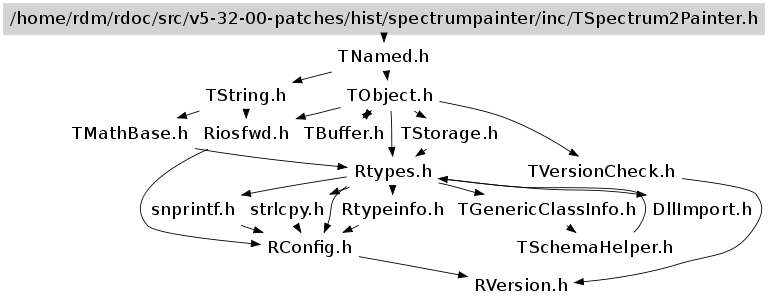 /home/rdm/rdoc/src/v5-32-00-patches/hist/spectrumpainter/inc/TSpectrum2Painter.h
TNamed.h
TString.h
TObject.h
TMathBase.h
Riosfwd.h
TBuffer.h
TStorage.h
Rtypes.h
TVersionCheck.h
snprintf.h
strlcpy.h
Rtypeinfo.h
TGenericClassInfo.h
DllImport.h
RConfig.h
TSchemaHelper.h
RVersion.h